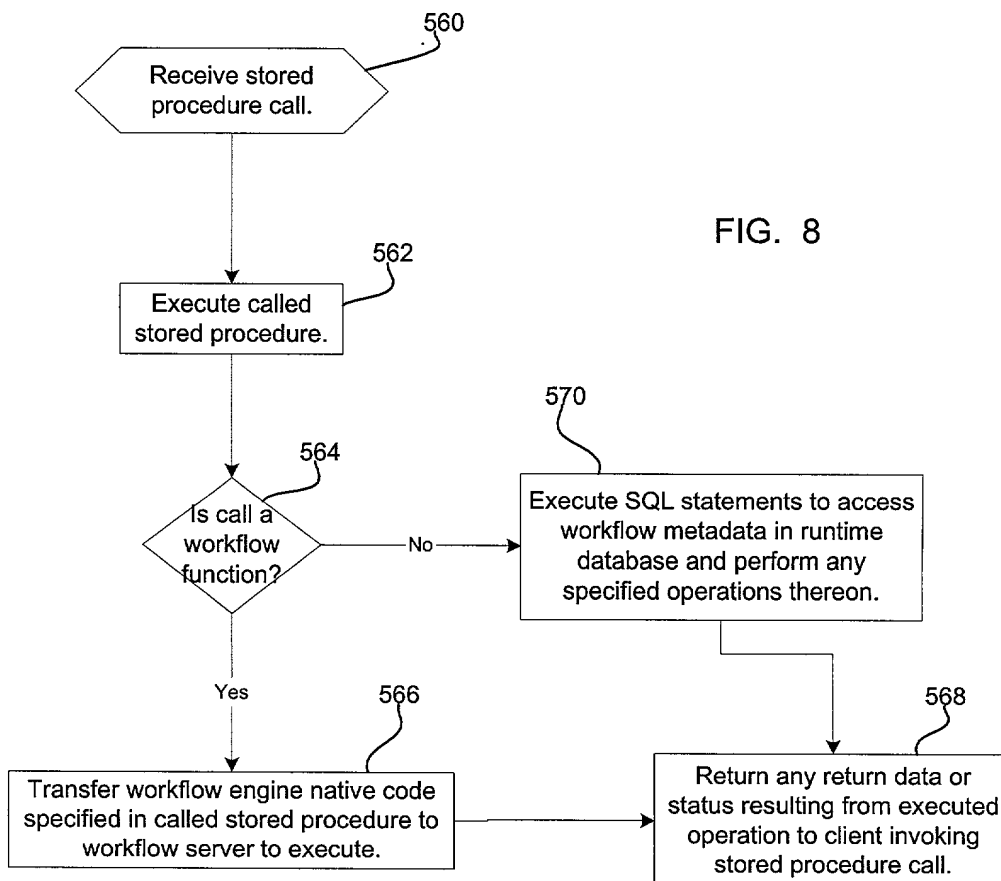 560
Receive stored
procedure call.
FIG. 8
562
Execute called
stored procedure.
570
564
Is call a
workflow
function?
No
Execute SQL statements to access
workflow metadata in runtime
database and perform any
specified operations thereon.
Yes
566
568
Transfer workflow engine native code
specified in called stored procedure to
workflow server to execute.
Return any return data or
status resulting from executed
operation to client invoking
stored procedure call.